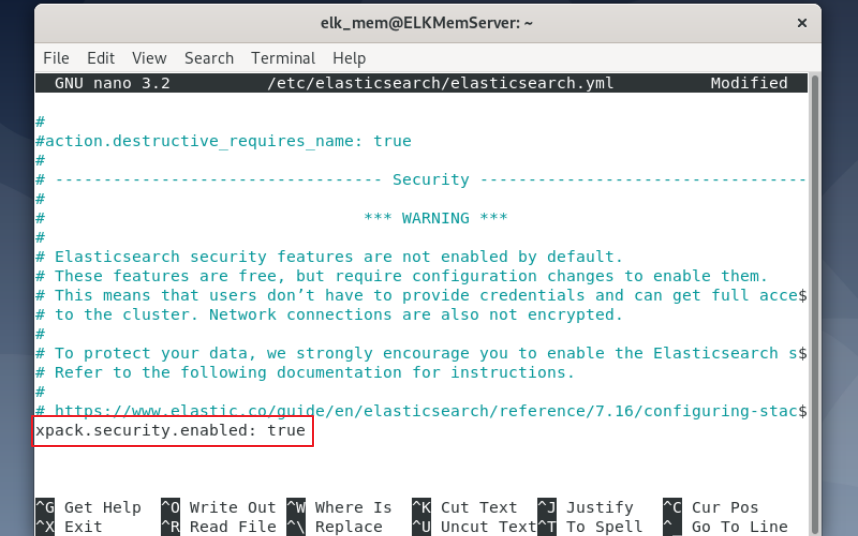 elk_mem@ELKMemServer: ~ ×
File Edit View Search Terminal Help
GNU nano 3.2 /etc/elasticsearch/elasticsearch.yml Modified
#
#action.destructive_requires_name: true
#
# ---------------------------------- Security ----------------------------------
#
# *** WARNING ***
#
# Elasticsearch security features are not enabled by default.
# These features are free, but require configuration changes to enable them.
# This means that users don’t have to provide credentials and can get full acce$
# to the cluster. Network connections are also not encrypted.
#
# To protect your data, we strongly encourage you to enable the Elasticsearch s$
# Refer to the following documentation for instructions.
#
# https://www.elastic.co/guide/en/elasticsearch/reference/7.16/configuring-stac$
xpack.security.enabled: true
^G Get Help ^O Write Out ^W Where Is ^K Cut Text ^J Justify ^C Cur Pos
^X Exit ^R Read File ^\ Replace ^U Uncut Text ^T To Spell ^_ Go To Line